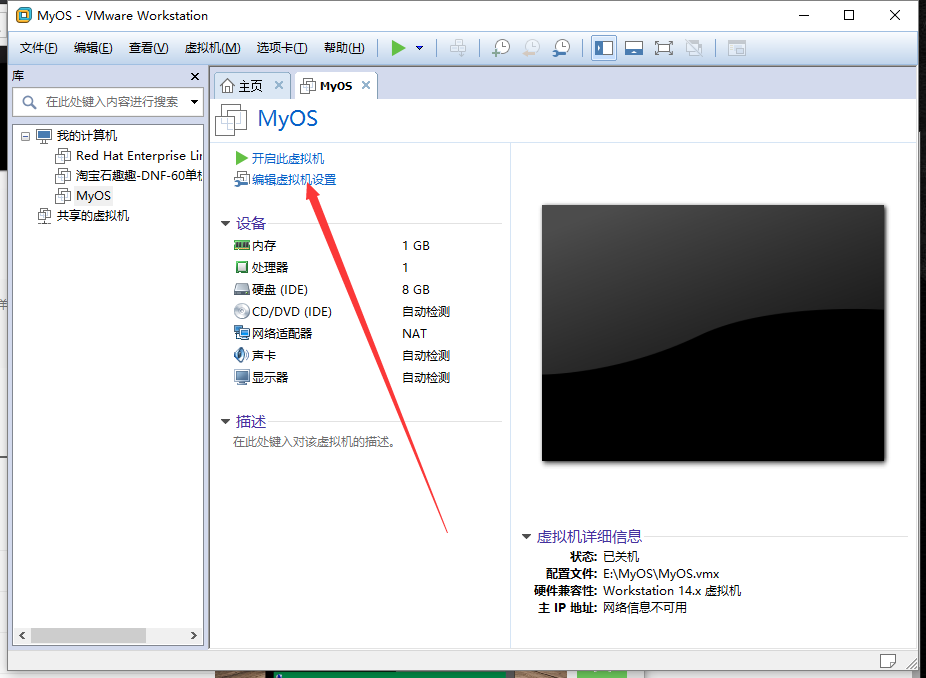 MyOS - VMware Workstation
文件(F) 编辑(E) 查看(V) 虚拟机(M) 选项卡(T) 帮助(H)
库
主页
MyOS
在此处键入内容进行搜索
MyOS
我的计算机
Red Hat Enterprise Lin
淘宝石趣趣-DNF-60单机
MyOS
共享的虚拟机
开启此虚拟机
编辑虚拟机设置
设备
内存 1 GB
处理器 1
硬盘 (IDE) 8 GB
CD/DVD (IDE) 自动检测
网络适配器 NAT
声卡 自动检测
显示器 自动检测
描述
在此处键入对该虚拟机的描述。
虚拟机详细信息
状态: 已关机
配置文件: E:\MyOS\MyOS.vmx
硬件兼容性: Workstation 14.x 虚拟机
主 IP 地址: 网络信息不可用